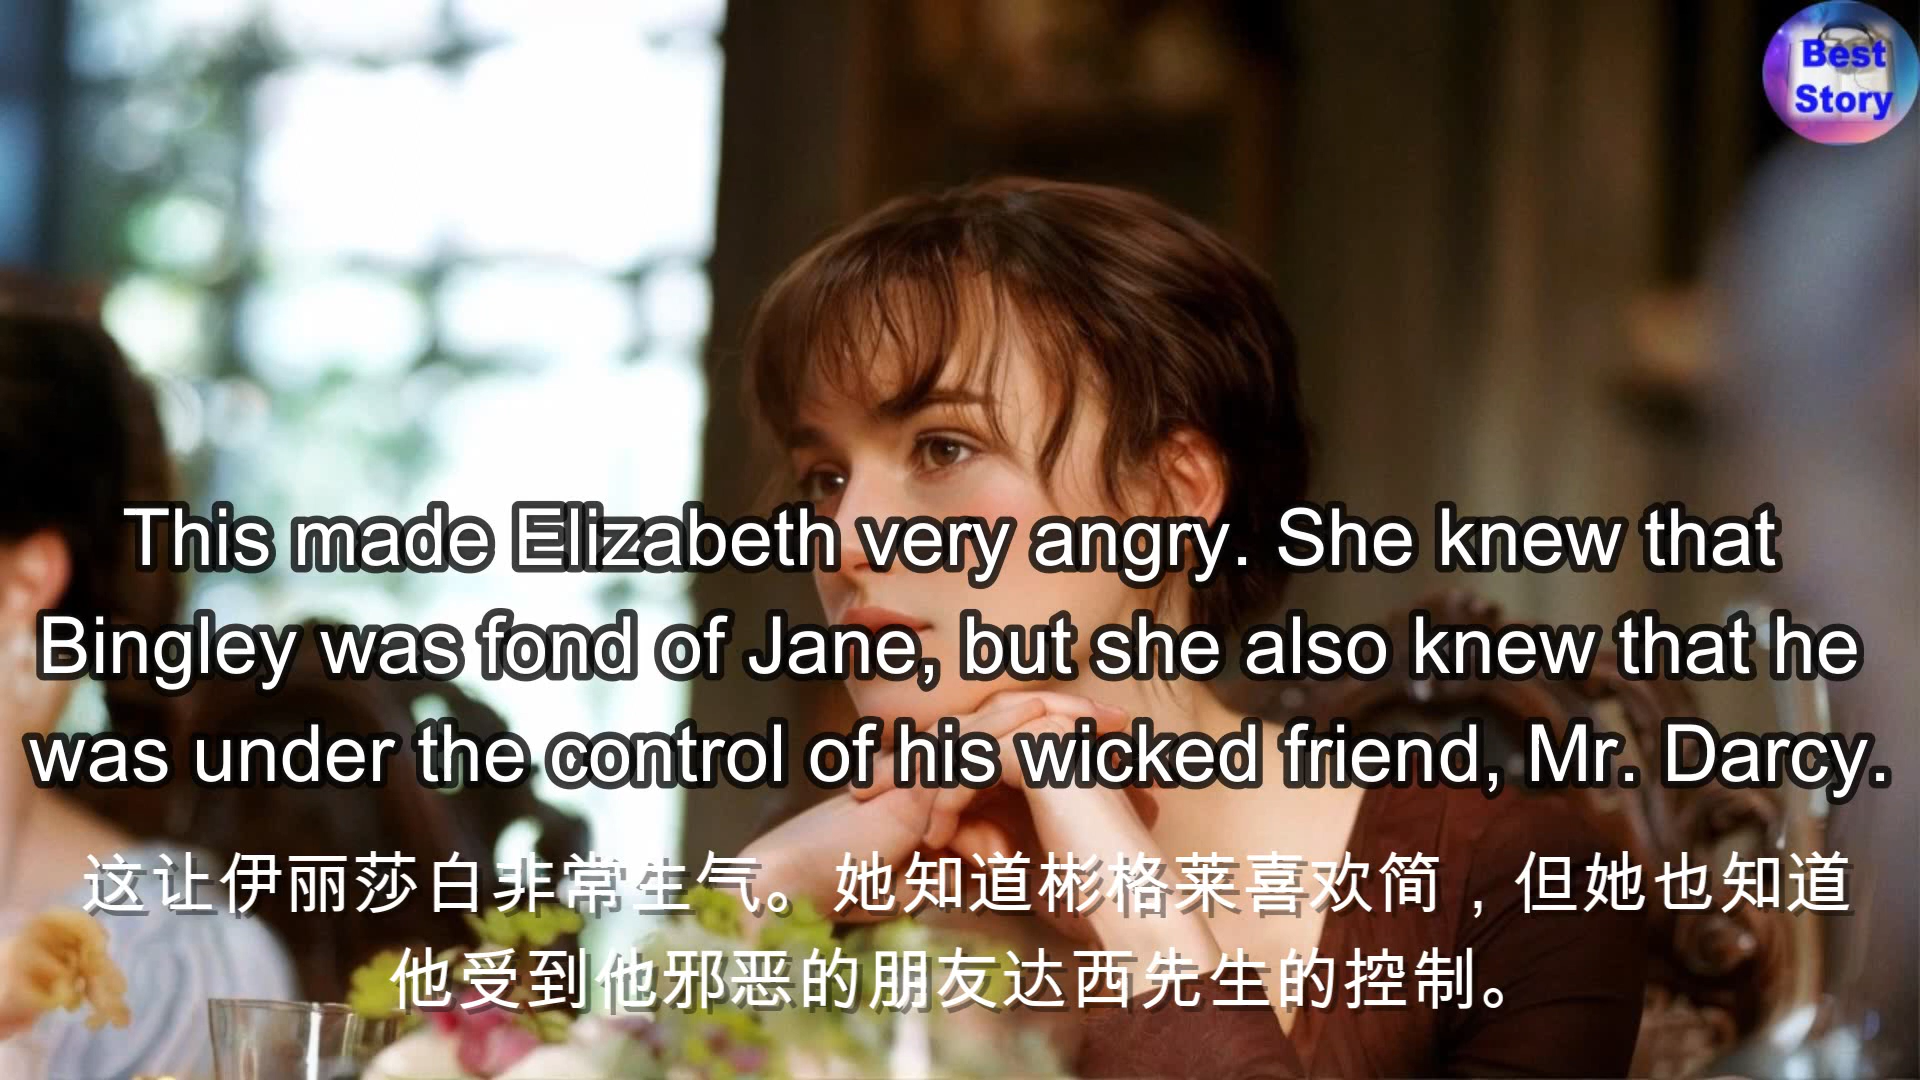 Best
Story
This made Elizabeth very angry. She knew that
Bingley was fond of Jane, but she also knew that he
was under the control of his wicked friend, Mr. Darcy.
这让伊丽莎白非常生气。她知道彬格莱喜欢简，但她也知道
他受到他邪恶的朋友达西先生的控制。